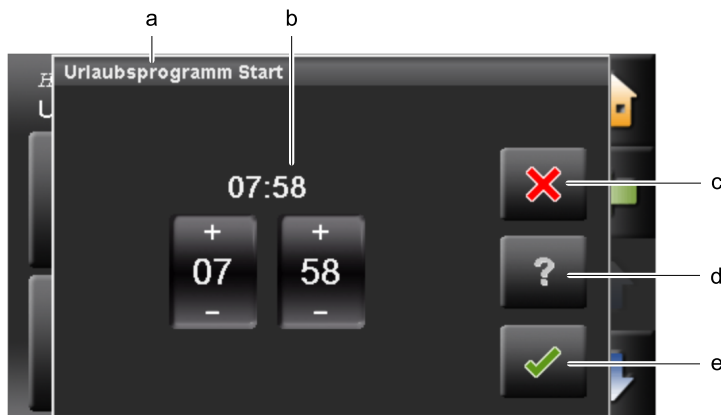 a
b
Urlaubsprogramm Start
H
U
07:58
+ +
07 58
- -
?
c
d
e